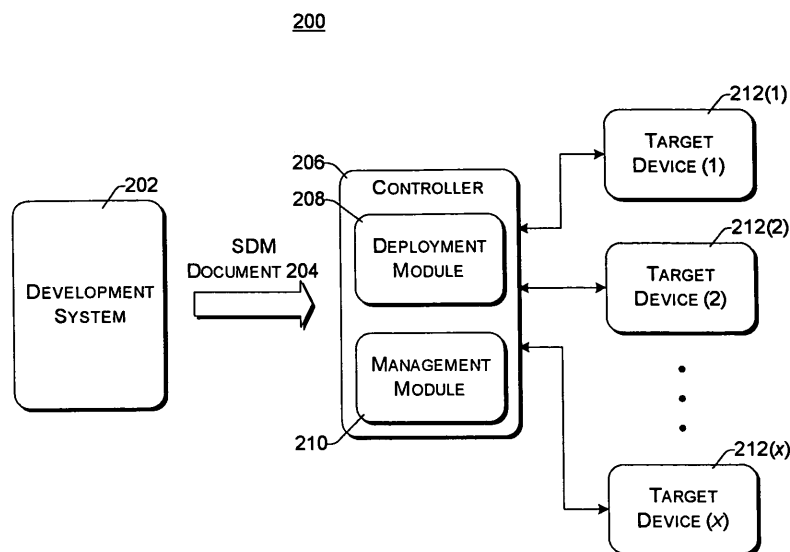 200
202
DEVELOPMENT
SYSTEM
SDM
DOCUMENT 204
206
CONTROLLER
208
DEPLOYMENT
MODULE
MANAGEMENT
MODULE
210
212(1)
TARGET
DEVICE (1)
212(2)
TARGET
DEVICE (2)
212(x)
TARGET
DEVICE (x)